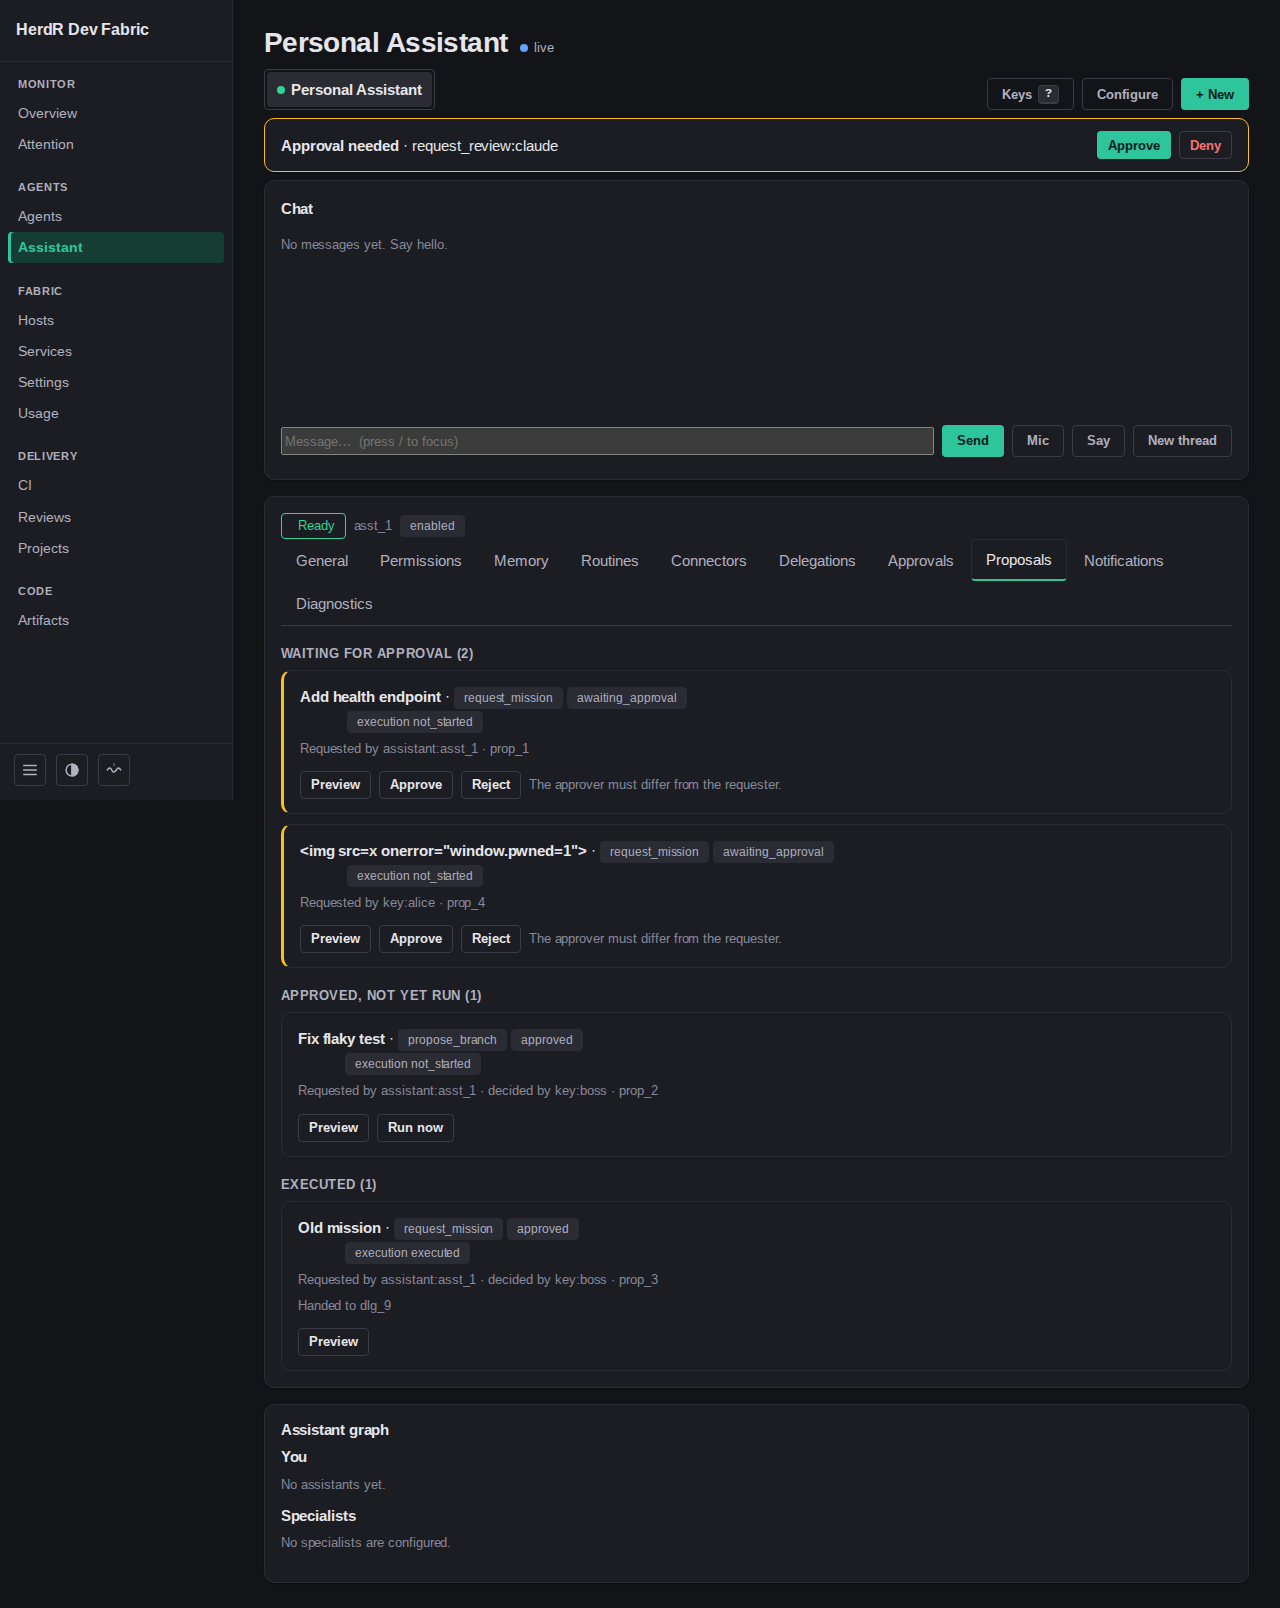 HerdR Dev Fabric
MONITOR
Overview
Attention
AGENTS
Agents
Assistant
FABRIC
Hosts
Services
Settings
Usage
DELIVERY
CI
Reviews
Projects
CODE
Artifacts
Personal Assistant live
Personal Assistant
Keys ? Configure + New
Approval needed · request_review:claude Approve Deny
Chat
No messages yet. Say hello.
Message… (press / to focus) Send Mic Say New thread
Ready asst_1 enabled
General Permissions Memory Routines Connectors Delegations Approvals Proposals Notifications
Diagnostics
WAITING FOR APPROVAL (2)
Add health endpoint · request_mission awaiting_approval
execution not_started
Requested by assistant:asst_1 · prop_1
Preview Approve Reject The approver must differ from the requester.
<img src=x onerror="window.pwned=1"> · request_mission awaiting_approval
execution not_started
Requested by key:alice · prop_4
Preview Approve Reject The approver must differ from the requester.
APPROVED, NOT YET RUN (1)
Fix flaky test · propose_branch approved
execution not_started
Requested by assistant:asst_1 · decided by key:boss · prop_2
Preview Run now
EXECUTED (1)
Old mission · request_mission approved
execution executed
Requested by assistant:asst_1 · decided by key:boss · prop_3
Handed to dlg_9
Preview
Assistant graph
You
No assistants yet.
Specialists
No specialists are configured.